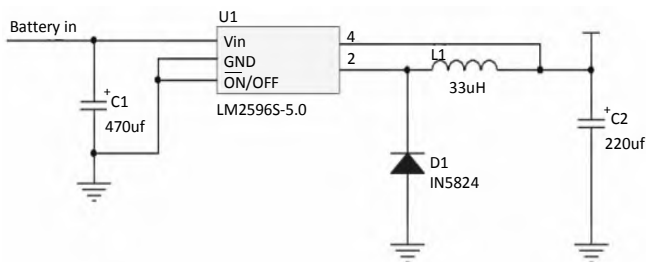 U1
Battery in
Vin
GND
ON/OFF
4
2
LM2596S-5.0
L1
33uH
+
C1
470uf
D1
IN5824
+
C2
220uf